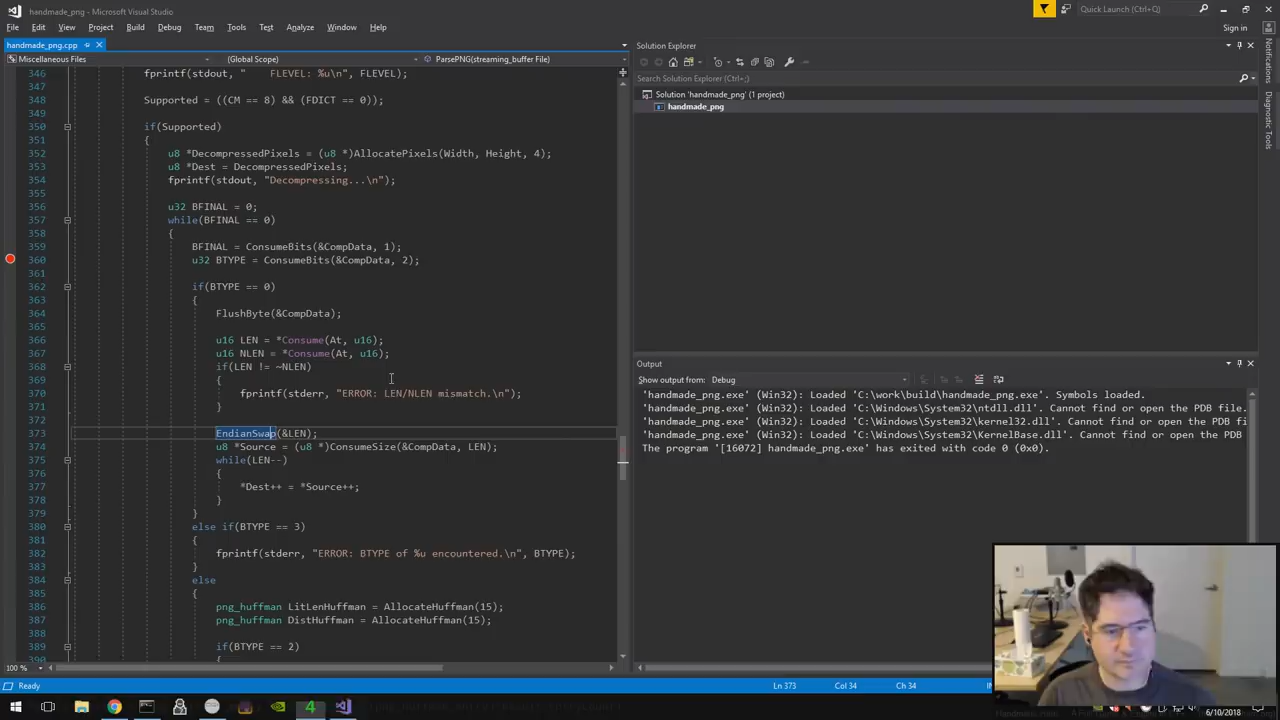 handmade_png
Quick Launch (Ctrl+Q)
File Edit View Project Build Debug Team Tools Analyze Window Help
Sign in
handmade_png.cpp
Miscellaneous Files (Global Scope) ParsePNG(streaming_buffer File)
346 fprintf(stdout, "    FLEVEL: %u\n", FLEVEL);
347
348 Supported = ((CM == 8) && (FDICT == 0));
349
350 if(Supported)
351 {
352 u8 *DecompressedPixels = (u8 *)AllocatePixels(Width, Height, 4);
353 u8 *Dest = DecompressedPixels;
354 fprintf(stdout, "Decompressing...\n");
355
356 u32 BFINAL = 0;
357 while(BFINAL == 0)
358 {
359 BFINAL = ConsumeBits(&CompData, 1);
360 u32 BTYPE = ConsumeBits(&CompData, 2);
361
362 if(BTYPE == 0)
363 {
364 FlushByte(&CompData);
365
366 u16 LEN = *Consume(At, u16);
367 u16 NLEN = *Consume(At, u16);
368 if(LEN != ~NLEN)
369 {
370 fprintf(stderr, "ERROR: LEN/NLEN mismatch.\n");
371 }
372
373 EndianSwap(&LEN);
374 u8 *Source = (u8 *)ConsumeSize(&CompData, LEN);
375 while(LEN--)
376 {
377 *Dest++ = *Source++;
378 }
379 }
380 else if(BTYPE == 3)
381 {
382 fprintf(stderr, "ERROR: BTYPE of %u encountered.\n", BTYPE);
383 }
384 else
385 {
386 png_huffman LitLenHuffman = AllocateHuffman(15);
387 png_huffman DistHuffman = AllocateHuffman(15);
388
389 if(BTYPE == 2)
390 {
100 %
Solution Explorer
Search Solution Explorer (Ctrl+;)
Solution 'handmade_png' (1 project)
handmade_png
Notifications
Diagnostic Tools
Output
Show output from: Debug
'handmade_png.exe' (Win32): Loaded 'C:\work\build\handmade_png.exe'. Symbols loaded.
'handmade_png.exe' (Win32): Loaded 'C:\Windows\System32\ntdll.dll'. Cannot find or open the PDB file.
'handmade_png.exe' (Win32): Loaded 'C:\Windows\System32\kernel32.dll'. Cannot find or open the PDB
'handmade_png.exe' (Win32): Loaded 'C:\Windows\System32\KernelBase.dll'. Cannot find or open the PDB
The program '[16072] handmade_png.exe' has exited with code 0 (0x0).
Ready Ln 373 Col 34 Ch 34
6/10/2018